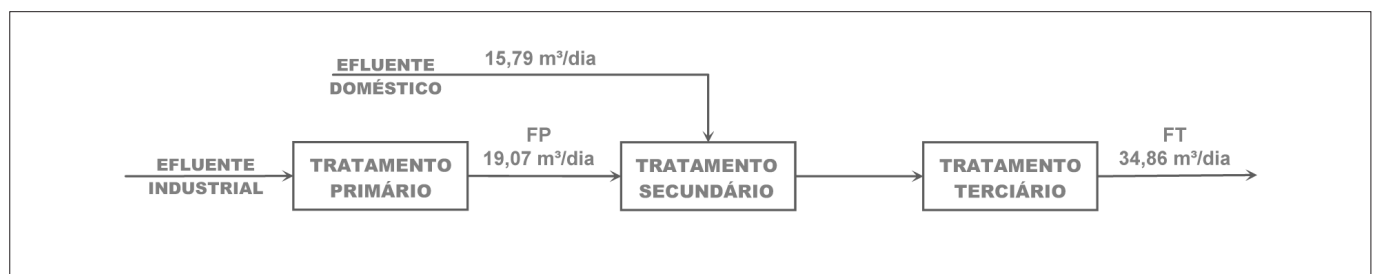 EFLUENTE
DOMÉSTICO
15,79 m³/dia
EFLUENTE
INDUSTRIAL
TRATAMENTO
PRIMÁRIO
FP
19,07 m³/dia
TRATAMENTO
SECUNDÁRIO
TRATAMENTO
TERCIÁRIO
FT
34,86 m³/dia